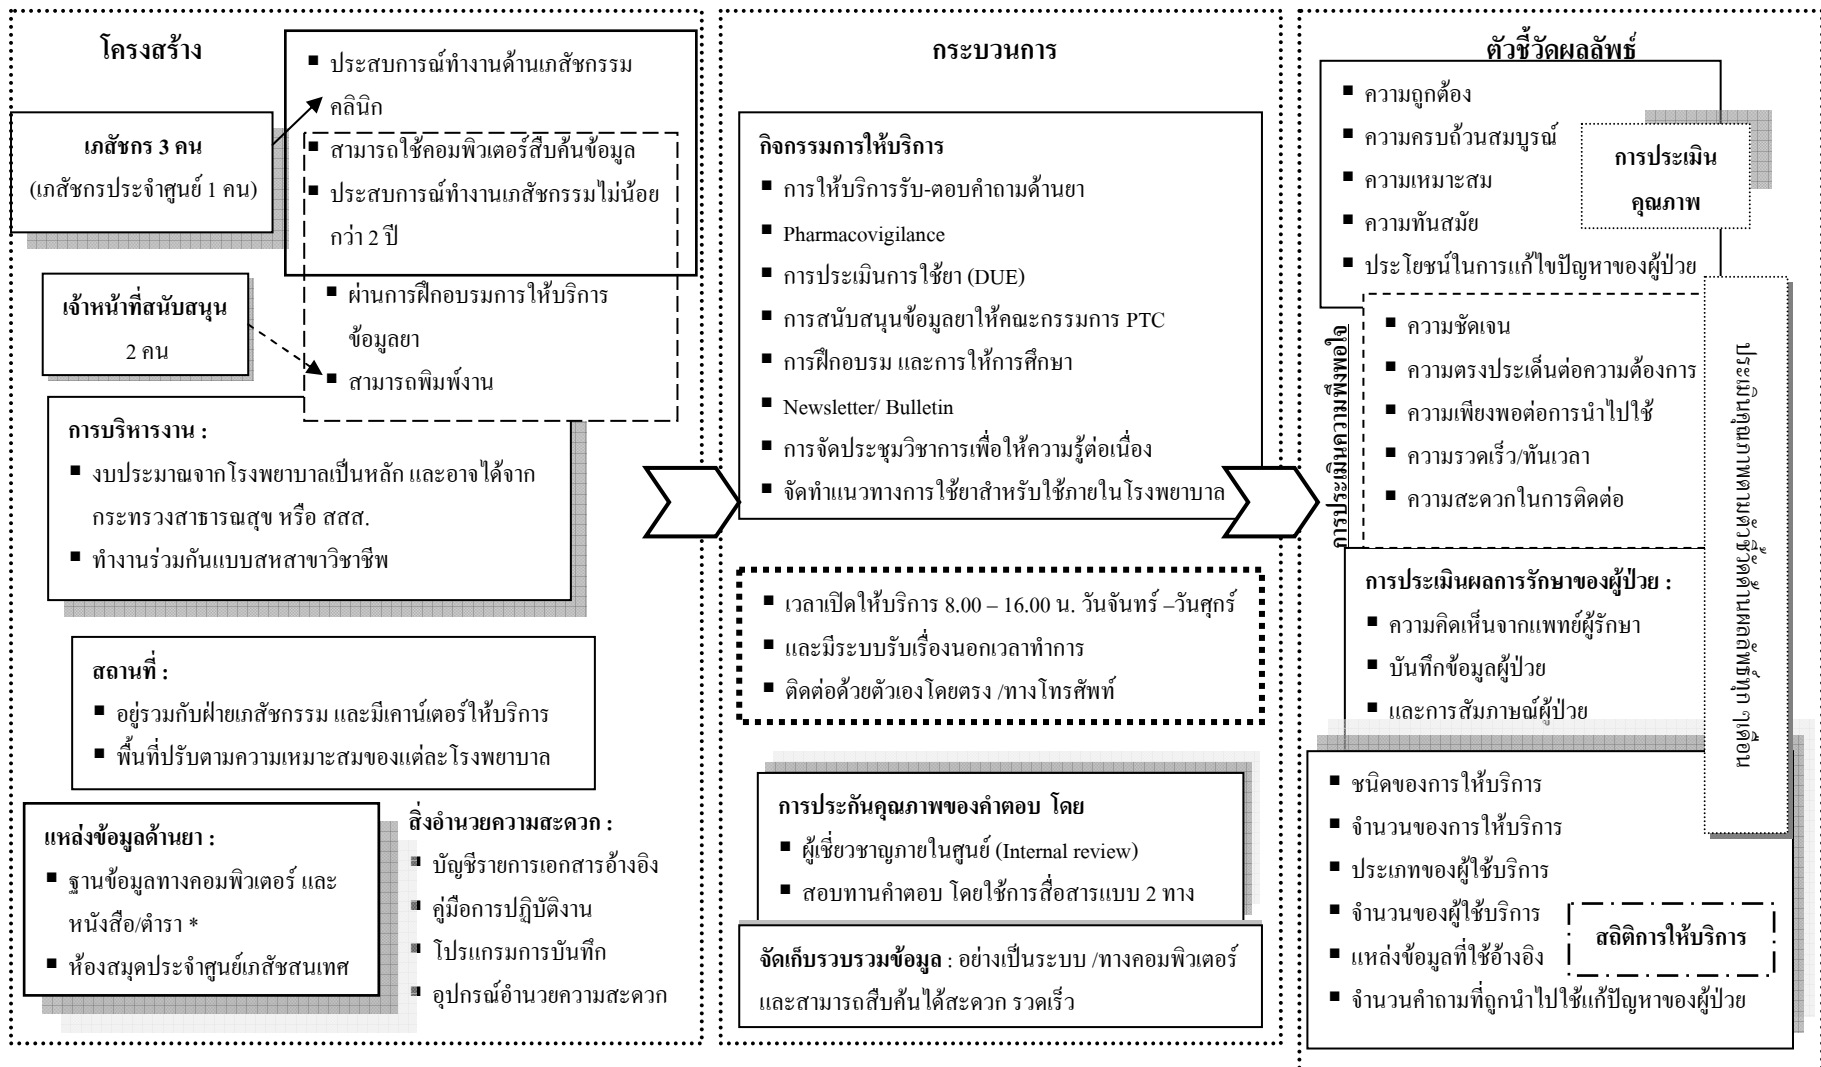 โครงสร้าง
เภสัชกร 3 คน
(เภสัชกรประจำศูนย์ 1 คน)
▪ ประสบการณ์ทำงานด้านเภสัชกรรม
คลินิก
▪ สามารถใช้คอมพิวเตอร์สืบค้นข้อมูล
▪ ประสบการณ์ทำงานเภสัชกรรมไม่น้อย
กว่า 2 ปี
▪ ผ่านการฝึกอบรมการให้บริการ
ข้อมูลยา
▪ สามารถพิมพ์งาน
เจ้าหน้าที่สนับสนุน
2 คน
การบริหารงาน :
▪ งบประมาณจากโรงพยาบาลเป็นหลัก และอาจได้จาก
กระทรวงสาธารณสุข หรือ สสส.
▪ ทำงานร่วมกันแบบสหสาขาวิชาชีพ
สถานที่ :
▪ อยู่รวมกับฝ่ายเภสัชกรรม และมีเคาน์เตอร์ให้บริการ
▪ พื้นที่ปรับตามความเหมาะสมของแต่ละโรงพยาบาล
แหล่งข้อมูลด้านยา :
▪ ฐานข้อมูลทางคอมพิวเตอร์ และ
หนังสือ/ตำรา *
▪ ห้องสมุดประจำศูนย์เภสัชสนเทศ
สิ่งอำนวยความสะดวก :
▪ บัญชีรายการเอกสารอ้างอิง
▪ คู่มือการปฏิบัติงาน
▪ โปรแกรมการบันทึก
▪ อุปกรณ์อำนวยความสะดวก
กระบวนการ
กิจกรรมการให้บริการ
▪ การให้บริการรับ-ตอบคำถามด้านยา
▪ Pharmacovigilance
▪ การประเมินการใช้ยา (DUE)
▪ การสนับสนุนข้อมูลยาให้คณะกรรมการ PTC
▪ การฝึกอบรม และการให้การศึกษา
▪ Newsletter/ Bulletin
▪ การจัดประชุมวิชาการเพื่อให้ความรู้ต่อเนื่อง
▪ จัดทำแนวทางการใช้ยาสำหรับใช้ภายในโรงพยาบาล
▪ เวลาเปิดให้บริการ 8.00 – 16.00 น. วันจันทร์ –วันศุกร์
▪ และมีระบบรับเรื่องนอกเวลาทำการ
▪ ติดต่อด้วยตัวเองโดยตรง /ทางโทรศัพท์
การประกันคุณภาพของคำตอบ โดย
▪ ผู้เชี่ยวชาญภายในศูนย์ (Internal review)
▪ สอบทานคำตอบ โดยใช้การสื่อสารแบบ 2 ทาง
จัดเก็บรวบรวมข้อมูล : อย่างเป็นระบบ /ทางคอมพิวเตอร์
และสามารถสืบค้นได้สะดวก รวดเร็ว
ตัวชี้วัดผลลัพธ์
▪ ความถูกต้อง
▪ ความครบถ้วนสมบูรณ์
▪ ความเหมาะสม
▪ ความทันสมัย
▪ ประโยชน์ในการแก้ไขปัญหาของผู้ป่วย
การประเมิน
คุณภาพ
การประเมินความพึงพอใจ
▪ ความชัดเจน
▪ ความตรงประเด็นต่อความต้องการ
▪ ความเพียงพอต่อการนำไปใช้
▪ ความรวดเร็ว/ทันเวลา
▪ ความสะดวกในการติดต่อ
การประเมินผลการรักษาของผู้ป่วย :
▪ ความคิดเห็นจากแพทย์ผู้รักษา
▪ บันทึกข้อมูลผู้ป่วย
▪ และการสัมภาษณ์ผู้ป่วย
ประเมินคุณภาพตามตัวชี้วัดด้านผลลัพธ์ทุก ๆเดือน
▪ ชนิดของการให้บริการ
▪ จำนวนของการให้บริการ
▪ ประเภทของผู้ใช้บริการ
▪ จำนวนของผู้ใช้บริการ
▪ แหล่งข้อมูลที่ใช้อ้างอิง
▪ จำนวนคำถามที่ถูกนำไปใช้แก้ปัญหาของผู้ป่วย
สถิติการให้บริการ